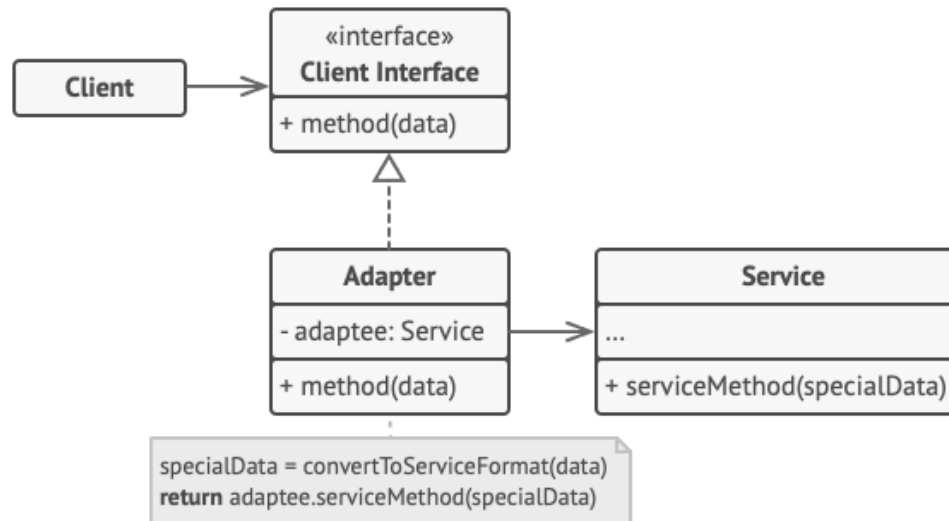 Client
«interface»
Client Interface
+ method(data)
Adapter
- adaptee: Service
+ method(data)
Service
...
+ serviceMethod(specialData)
specialData = convertToServiceFormat(data)
return adaptee.serviceMethod(specialData)